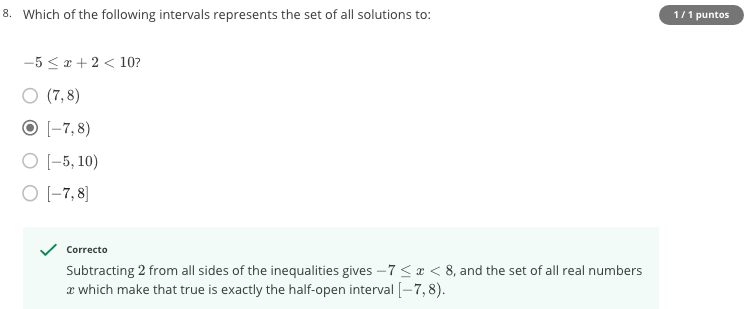 8. Which of the following intervals represents the set of all solutions to:
1 / 1 puntos
−5 ≤ x + 2 < 10?
(7, 8)
[−7, 8)
[−5, 10)
[−7, 8]
Correcto
Subtracting 2 from all sides of the inequalities gives −7 ≤ x < 8, and the set of all real numbers
x which make that true is exactly the half-open interval [−7, 8).